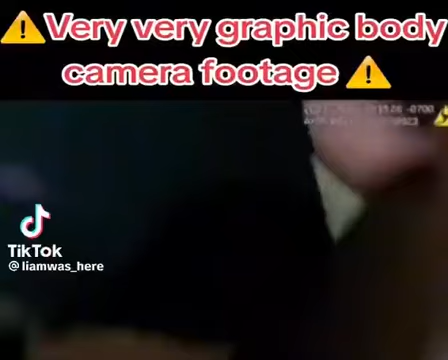 ⚠️Very very graphic body
camera footage ⚠️
TikTok
@liamwas_here